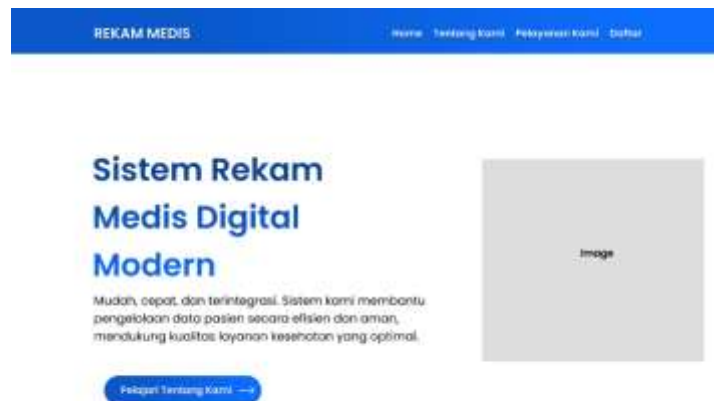 REKAM MEDIS
Home Tentang Kami Pelayanan Kami Daftar
Sistem Rekam
Medis Digital
Modern
Image
Mudah, cepat, dan terintegrasi. Sistem kami membantu
pengelolaan data pasien secara efisien dan aman,
mendukung kualitas layanan kesehatan yang optimal.
Pelajari Tentang Kami →